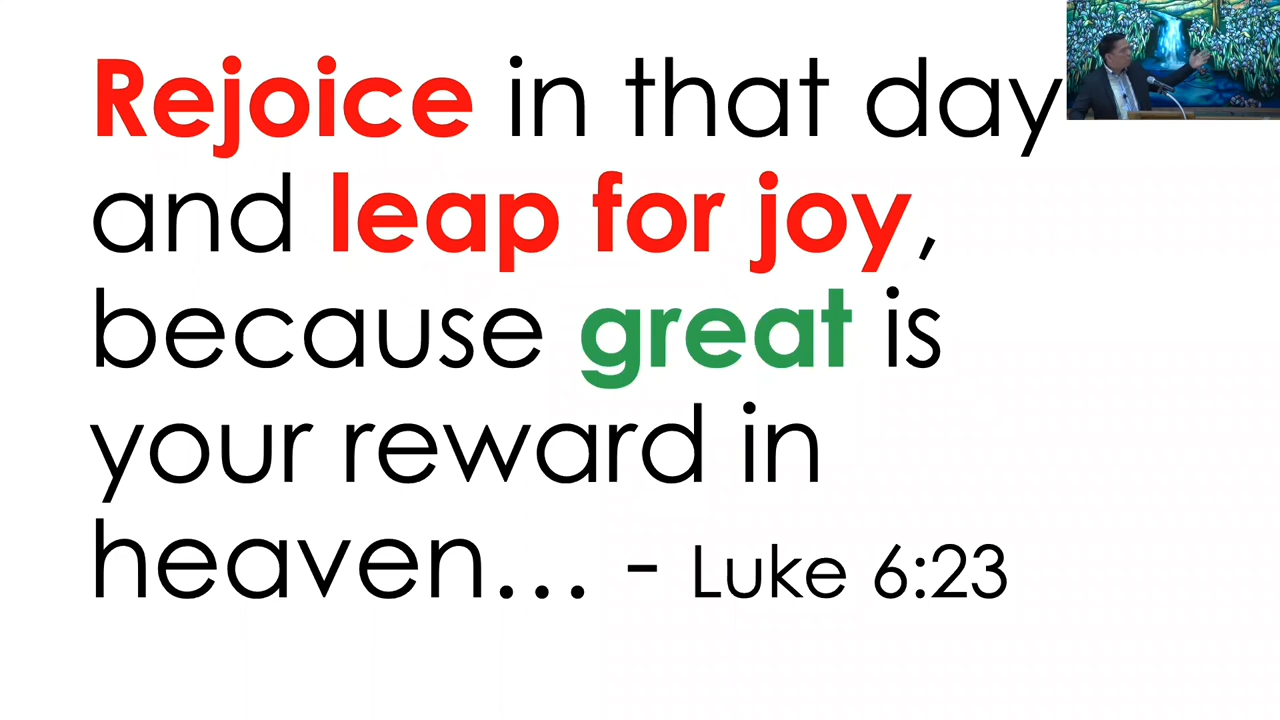 Rejoice in that day
and leap for joy,
because great is
your reward in
heaven... - Luke 6:23